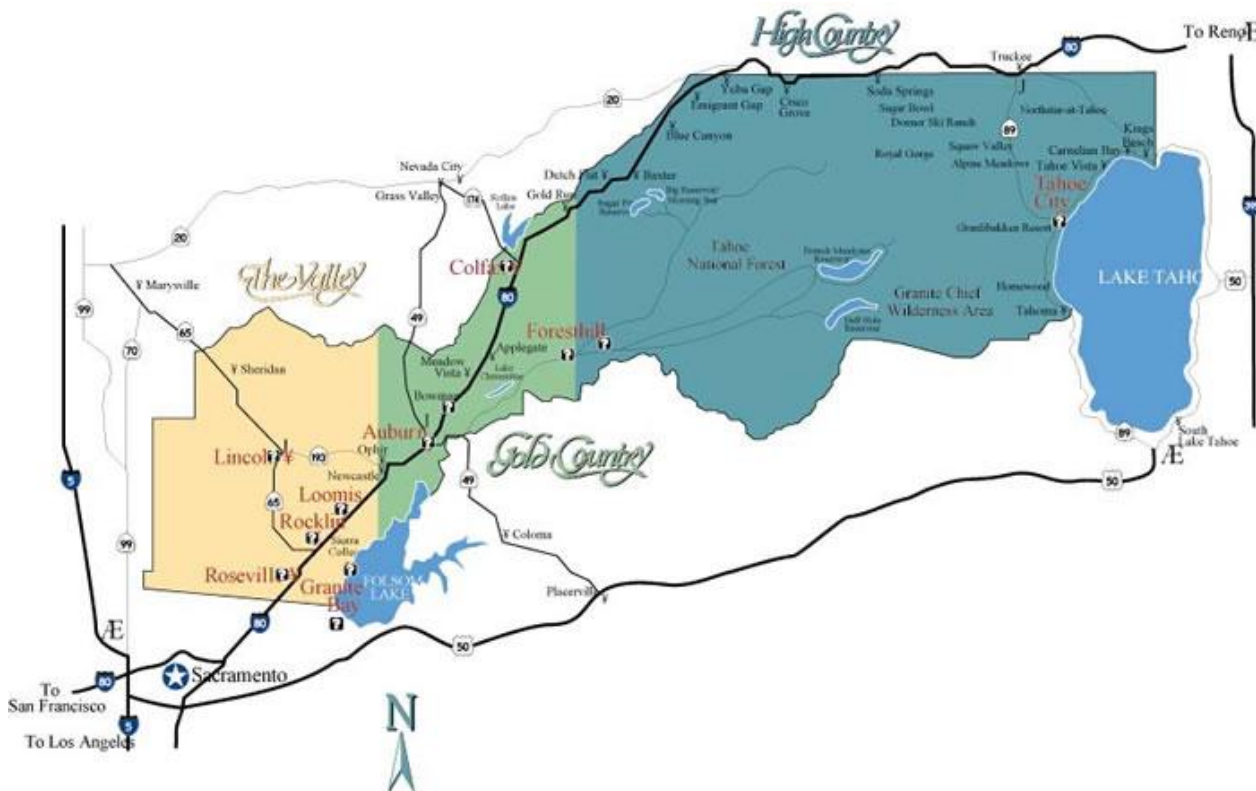 High Country
To Reno
Æ
80
Truckee
J
20
Yuba Gap
Emigrant Gap
Cisco
Grove
Soda Springs
Sugar Bowl
Donner Ski Ranch
Northstar-at-Tahoe
89
Blue Canyon
Royal Gorge
Squaw Valley
Alpine Meadows
Kings
Beach
Carnelian Bay
Tahoe Vista
Nevada City
Grass Valley
174
Rollins
Lake
Dutch Flat
Baxter
Gold Run
Tahoe
City
Granlibakken Resort
20
The Valley
Colfax
80
Tahoe
National Forest
LAKE TAHO
50
Marysville
99
65
70
49
Granite Chief
Wilderness Area
Homewood
Tahoma
Foresthill
Applegate
Meadow
Vista
Lake
Sheridan
Bowman
Auburn
Gold Country
Lincoln
193
Ophir
Newcastle
49
89
South
Lake Tahoe
Æ
5
65
Loomis
50
99
Rocklin
Sierra
Coloma
Roseville
Granite
Bay
FOLSOM
LAKE
Placerville
80
50
Æ
Sacramento
80
To
San Francisco
5
To Los Angeles
N